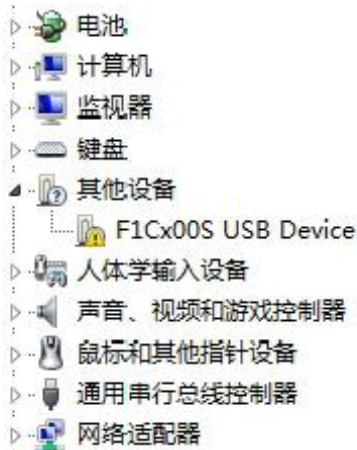 电池
计算机
监视器
键盘
其他设备
F1Cx00S USB Device
人体学输入设备
声音、视频和游戏控制器
鼠标和其他指针设备
通用串行总线控制器
网络适配器